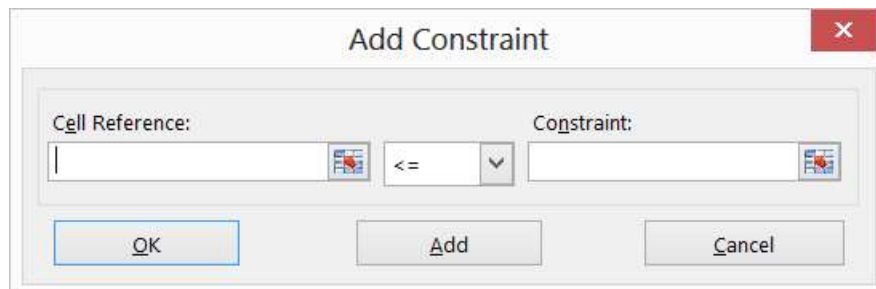 Add Constraint
Cell Reference:
Constraint:
<=
OK
Add
Cancel